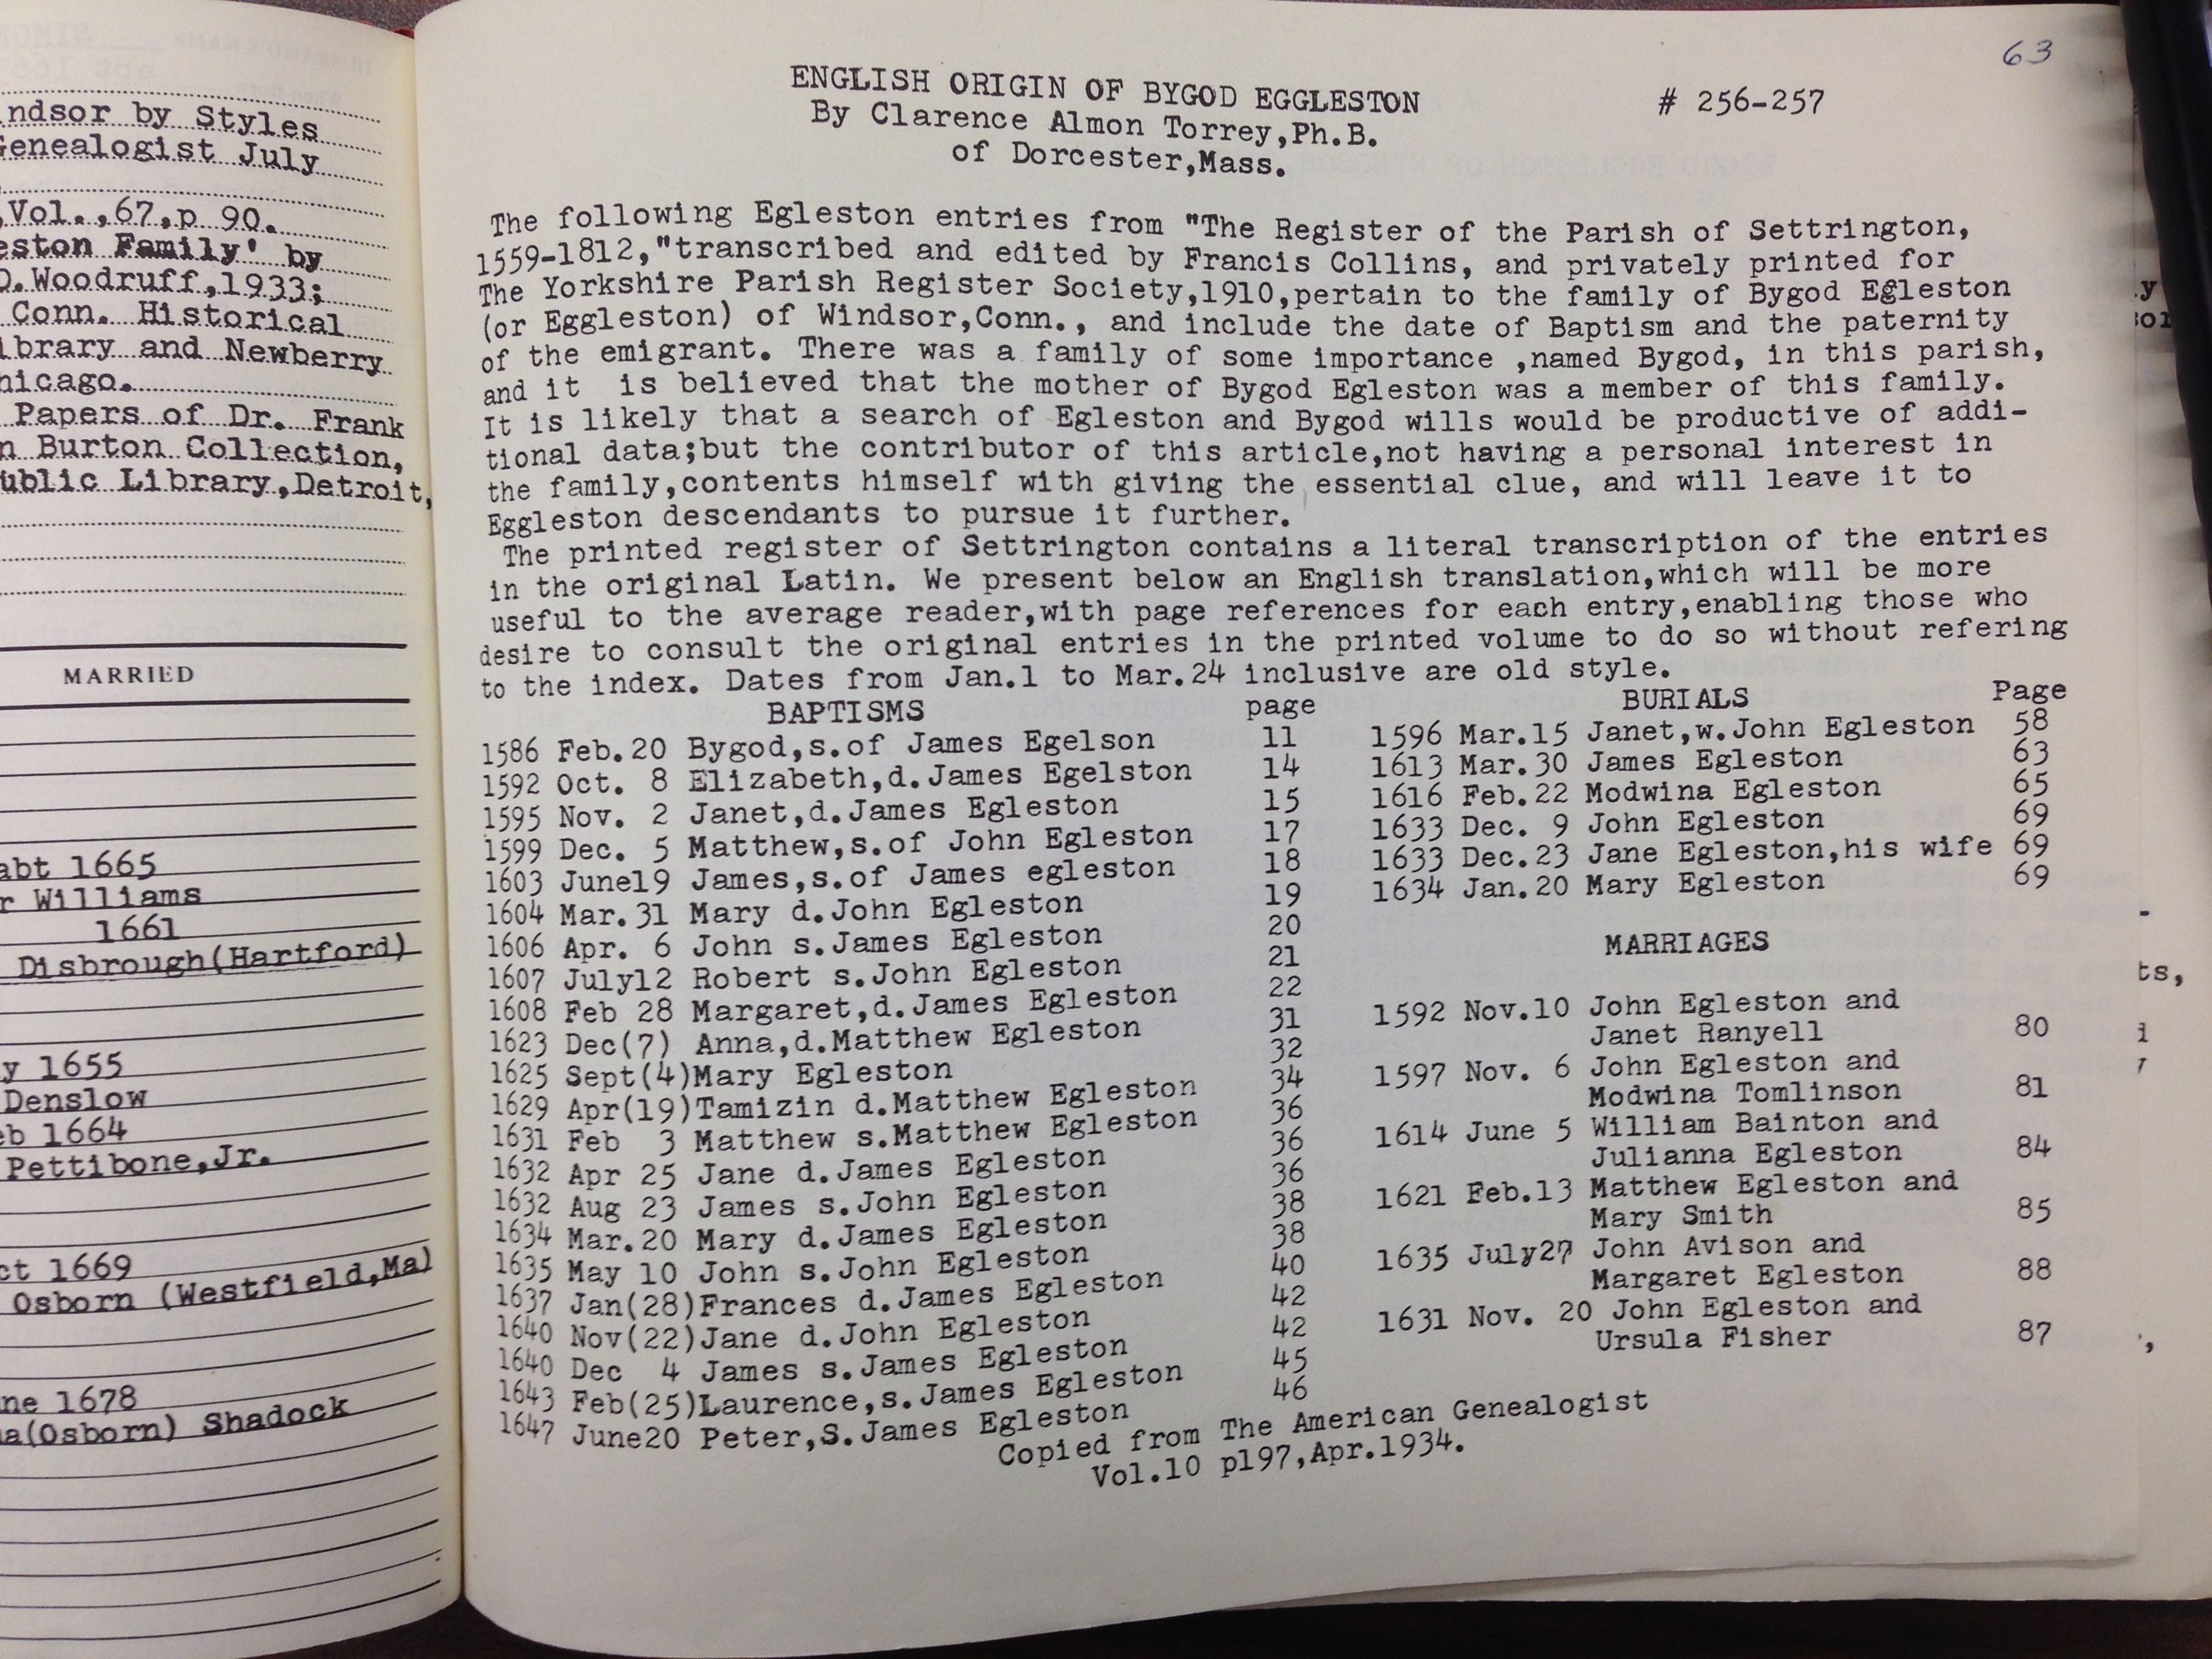 ndsor by Styles
Genealogist July
,Vol.,67,p 90.
eston Family' by
D.Woodruff,1933;
Conn. Historical
ibrary and Newberry
hicago.
Papers of Dr. Frank
n Burton Collection,
ublic Library,Detroit,
MARRIED
abt 1665
r Williams
1661
Disbrough(Hartford)
y 1655
Denslow
eb 1664
Pettibone,Jr.
ct 1669
Osborn (Westfield,Ma)
ne 1678
a(Osborn) Shadock
63
ENGLISH ORIGIN OF BYGOD EGGLESTON # 256-257
By Clarence Almon Torrey,Ph.B.
of Dorcester,Mass.
The following Egleston entries from "The Register of the Parish of Settrington,
1559-1812,"transcribed and edited by Francis Collins, and privately printed for
The Yorkshire Parish Register Society,1910,pertain to the family of Bygod Egleston
(or Eggleston) of Windsor,Conn., and include the date of Baptism and the paternity
of the emigrant. There was a family of some importance ,named Bygod, in this parish,
and it is believed that the mother of Bygod Egleston was a member of this family.
It is likely that a search of Egleston and Bygod wills would be productive of addi-
tional data;but the contributor of this article,not having a personal interest in
the family,contents himself with giving the essential clue, and will leave it to
Eggleston descendants to pursue it further.
The printed register of Settrington contains a literal transcription of the entries
in the original Latin. We present below an English translation,which will be more
useful to the average reader,with page references for each entry,enabling those who
desire to consult the original entries in the printed volume to do so without refering
to the index. Dates from Jan.1 to Mar.24 inclusive are old style.
BAPTISMS page
1586 Feb.20 Bygod,s.of James Egelson 11
1592 Oct. 8 Elizabeth,d.James Egelston 14
1595 Nov. 2 Janet,d.James Egleston 15
1599 Dec. 5 Matthew,s.of John Egleston 17
1603 June19 James,s.of James egleston 18
1604 Mar.31 Mary d.John Egleston 19
1606 Apr. 6 John s.James Egleston 20
1607 July12 Robert s.John Egleston 21
1608 Feb 28 Margaret,d.James Egleston 22
1623 Dec(7) Anna,d.Matthew Egleston 31
1625 Sept(4)Mary Egleston 32
1629 Apr(19)Tamizin d.Matthew Egleston 34
1631 Feb 3 Matthew s.Matthew Egleston 36
1632 Apr 25 Jane d.James Egleston 36
1632 Aug 23 James s.John Egleston 36
1634 Mar.20 Mary d.James Egleston 38
1635 May 10 John s.John Egleston 38
1637 Jan(28)Frances d.James Egleston 40
1640 Nov(22)Jane d.John Egleston 42
1640 Dec 4 James s.James Egleston 42
1643 Feb(25)Laurence,s.James Egleston 45
1647 June20 Peter,S.James Egleston 46
BURIALS Page
1596 Mar.15 Janet,w.John Egleston 58
1613 Mar.30 James Egleston 63
1616 Feb.22 Modwina Egleston 65
1633 Dec. 9 John Egleston 69
1633 Dec.23 Jane Egleston,his wife 69
1634 Jan.20 Mary Egleston 69
MARRIAGES
1592 Nov.10 John Egleston and
Janet Ranyell 80
1597 Nov. 6 John Egleston and
Modwina Tomlinson 81
1614 June 5 William Bainton and
Julianna Egleston 84
1621 Feb.13 Matthew Egleston and
Mary Smith 85
1635 July27 John Avison and
Margaret Egleston 88
1631 Nov. 20 John Egleston and
Ursula Fisher 87
Copied from The American Genealogist
Vol.10 p197,Apr.1934.
ts,